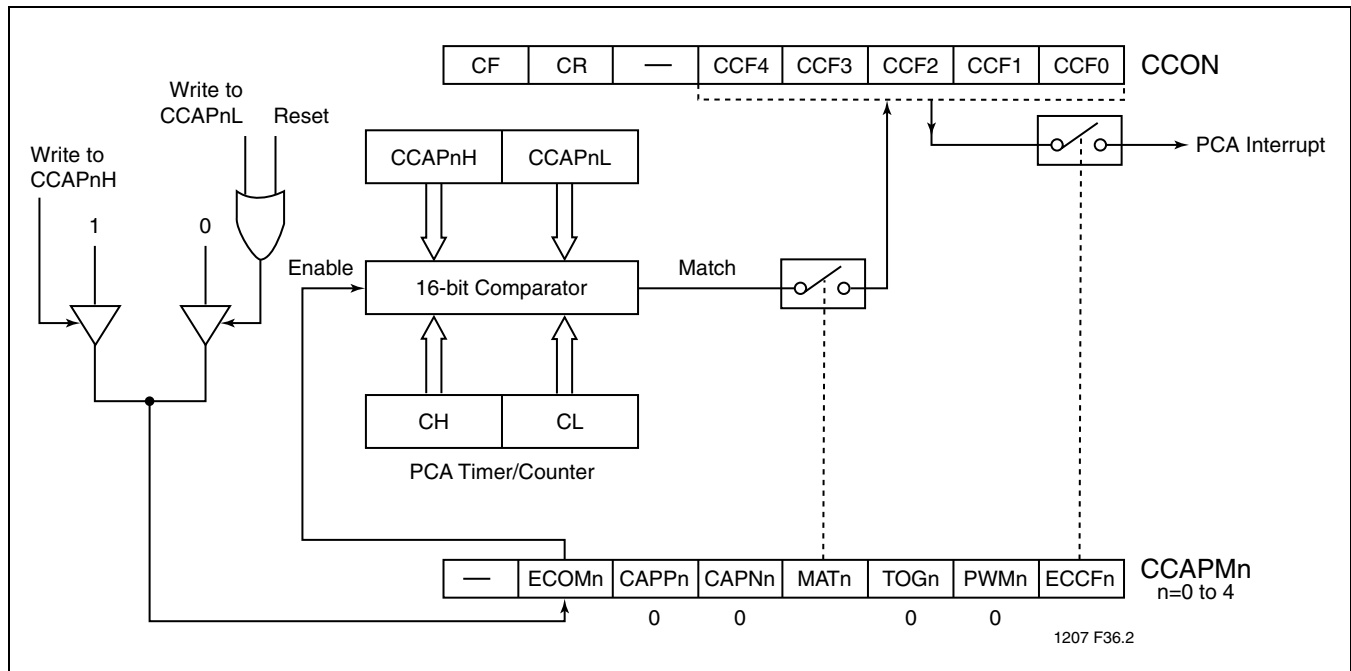 CF CR — CCF4 CCF3 CCF2 CCF1 CCF0 CCON
Write to
CCAPnL
Reset
Write to
CCAPnH
CCAPnH CCAPnL
PCA Interrupt
1 0
Enable
16-bit Comparator
Match
CH CL
PCA Timer/Counter
— ECOMn CAPPn CAPNn MATn TOGn PWMn ECCFn CCAPMn
n=0 to 4
0 0 0 0
1207 F36.2